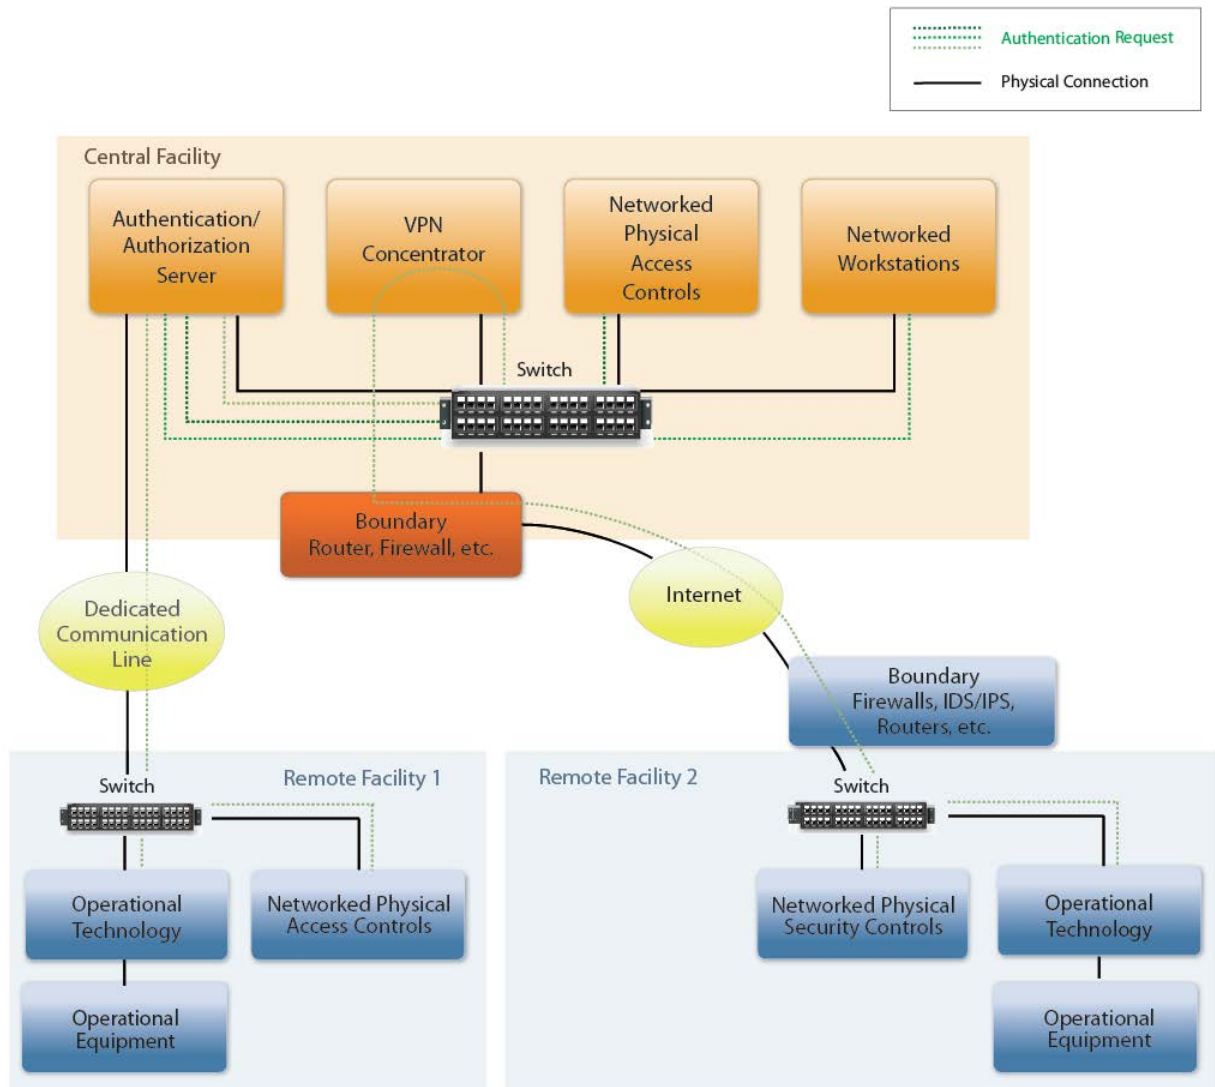 Authentication Request
Physical Connection
Central Facility
Authentication/
Authorization
Server
VPN
Concentrator
Networked
Physical
Access
Controls
Networked
Workstations
Switch
Boundary
Router, Firewall, etc.
Internet
Dedicated
Communication
Line
Boundary
Firewalls, IDS/IPS,
Routers, etc.
Remote Facility 1
Switch
Operational
Technology
Networked Physical
Access Controls
Operational
Equipment
Remote Facility 2
Switch
Networked Physical
Security Controls
Operational
Technology
Operational
Equipment